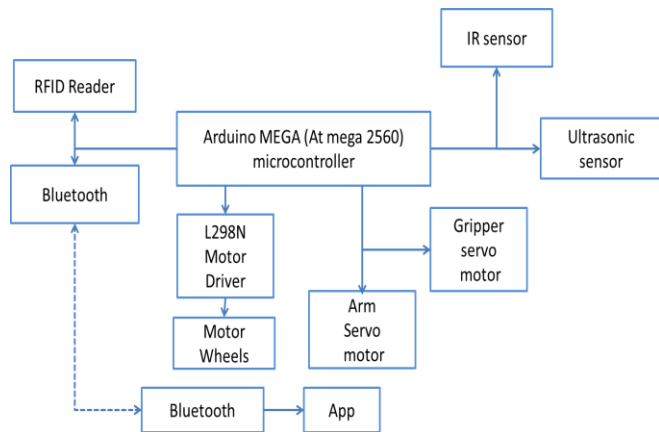 IR sensor
RFID Reader
Arduino MEGA (At mega 2560)
microcontroller
Ultrasonic
sensor
Bluetooth
L298N
Motor
Driver
Gripper
servo
motor
Motor
Wheels
Arm
Servo
motor
Bluetooth
App